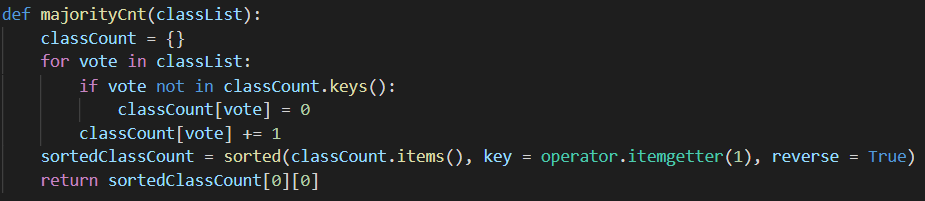 def majorityCnt(classList):
    classCount = {}
    for vote in classList:
        if vote not in classCount.keys():
            classCount[vote] = 0
        classCount[vote] += 1
    sortedClassCount = sorted(classCount.items(), key = operator.itemgetter(1), reverse = True)
    return sortedClassCount[0][0]